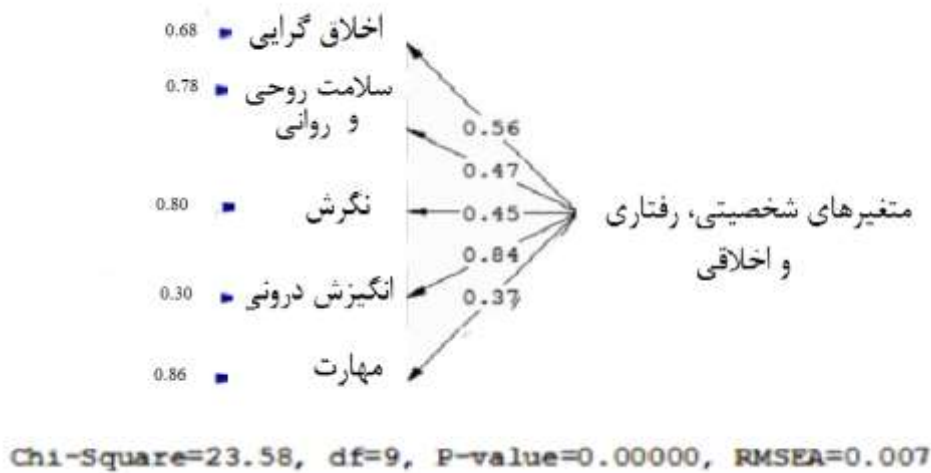 0.68 اخلاق گرایی
0.56
0.78 سلامت روحی
و روانی
0.47
0.80 نگرش
0.45
متغیرهای شخصیتی، رفتاری
و اخلاقی
0.84
0.30 انگیزش درونی
0.37
0.86 مهارت
Chi-Square=23.58, df=9, P-value=0.00000, RMSEA=0.007